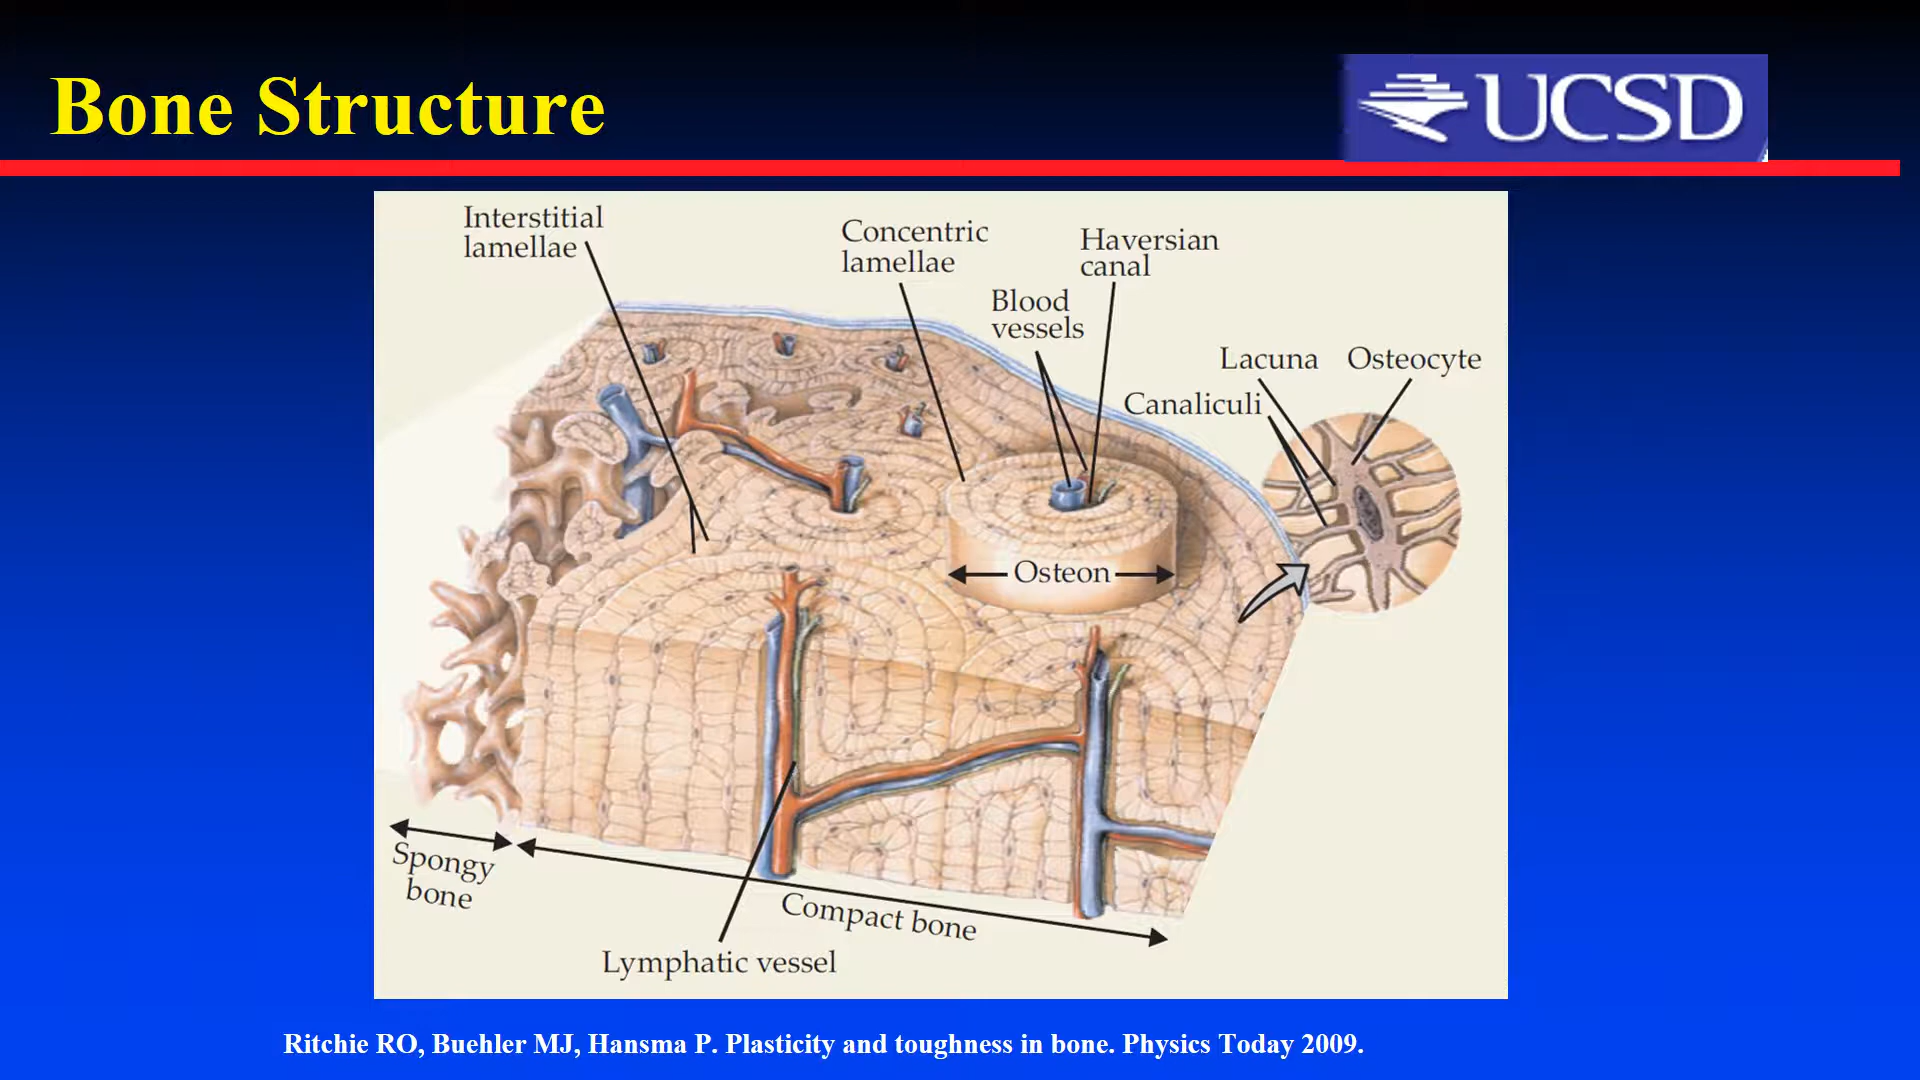 Bone Structure
UCSD
Interstitial
lamellae
Concentric
lamellae
Haversian
canal
Blood
vessels
Lacuna
Osteocyte
Canaliculi
Osteon
Spongy
bone
Compact bone
Lymphatic vessel
Ritchie RO, Buehler MJ, Hansma P. Plasticity and toughness in bone. Physics Today 2009.